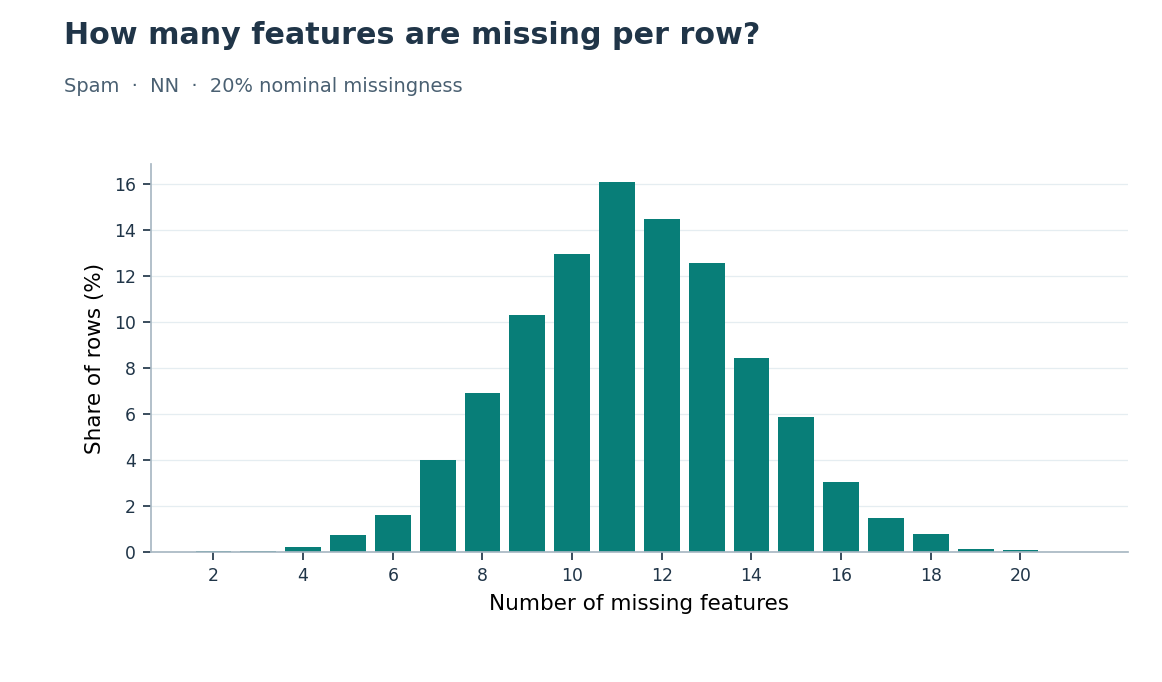 How many features are missing per row?
Spam · NN · 20% nominal missingness
Share of rows (%)
16
14
12
10
8
6
4
2
0
2 4 6 8 10 12 14 16 18 20
Number of missing features